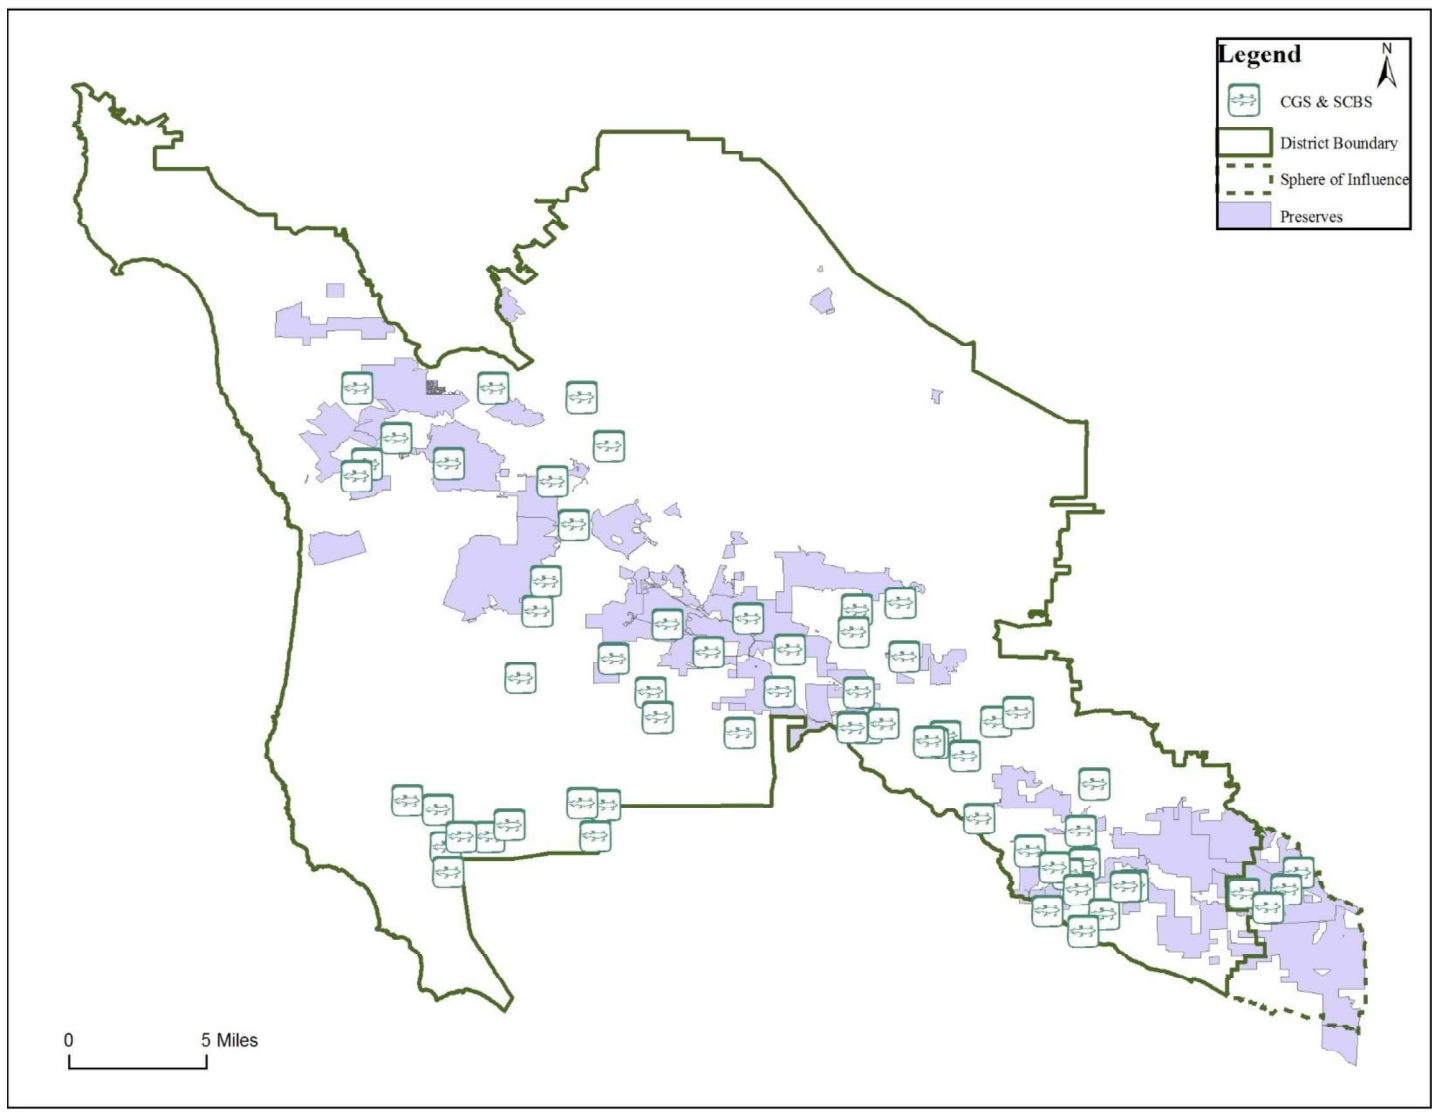 Legend
N
CGS & SCBS
District Boundary
Sphere of Influence
Preserves
0 5 Miles